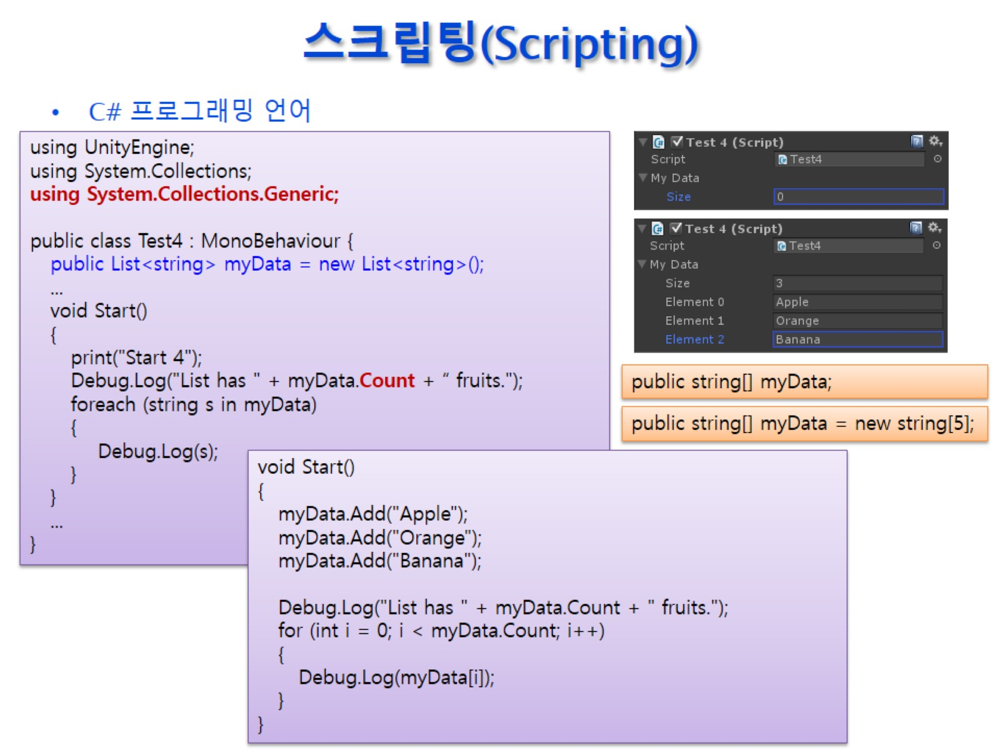 스크립팅(Scripting)
• C# 프로그래밍 언어
using UnityEngine;
using System.Collections;
using System.Collections.Generic;
public class Test4 : MonoBehaviour {
public List<string> myData = new List<string>();
...
void Start()
{
print("Start 4");
Debug.Log("List has " + myData.Count + “ fruits.");
foreach (string s in myData)
{
Debug.Log(s);
}
}
...
}
Test 4 (Script)
Script Test4
My Data
Size 0
Test 4 (Script)
Script Test4
My Data
Size 3
Element 0 Apple
Element 1 Orange
Element 2 Banana
public string[] myData;
public string[] myData = new string[5];
void Start()
{
myData.Add("Apple");
myData.Add("Orange");
myData.Add("Banana");
Debug.Log("List has " + myData.Count + " fruits.");
for (int i = 0; i < myData.Count; i++)
{
Debug.Log(myData[i]);
}
}